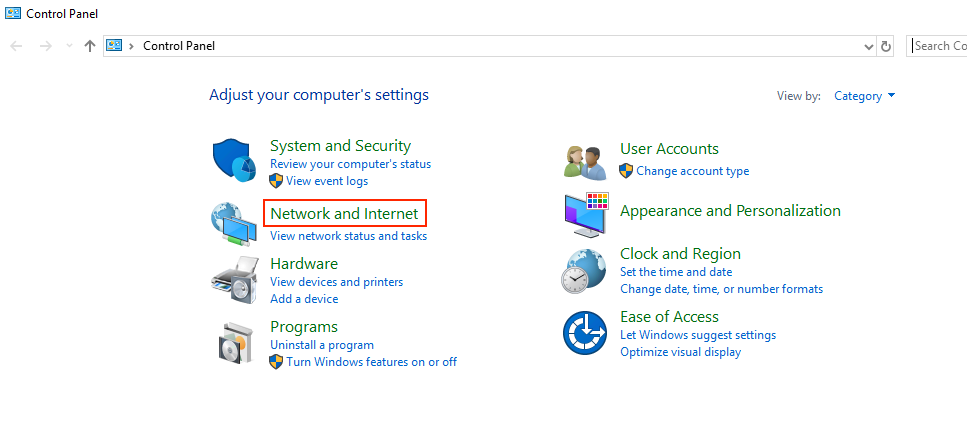 Control Panel
Control Panel
Search Co
Adjust your computer's settings
View by: Category
System and Security
Review your computer's status
View event logs
Network and Internet
View network status and tasks
Hardware
View devices and printers
Add a device
Programs
Uninstall a program
Turn Windows features on or off
User Accounts
Change account type
Appearance and Personalization
Clock and Region
Set the time and date
Change date, time, or number formats
Ease of Access
Let Windows suggest settings
Optimize visual display